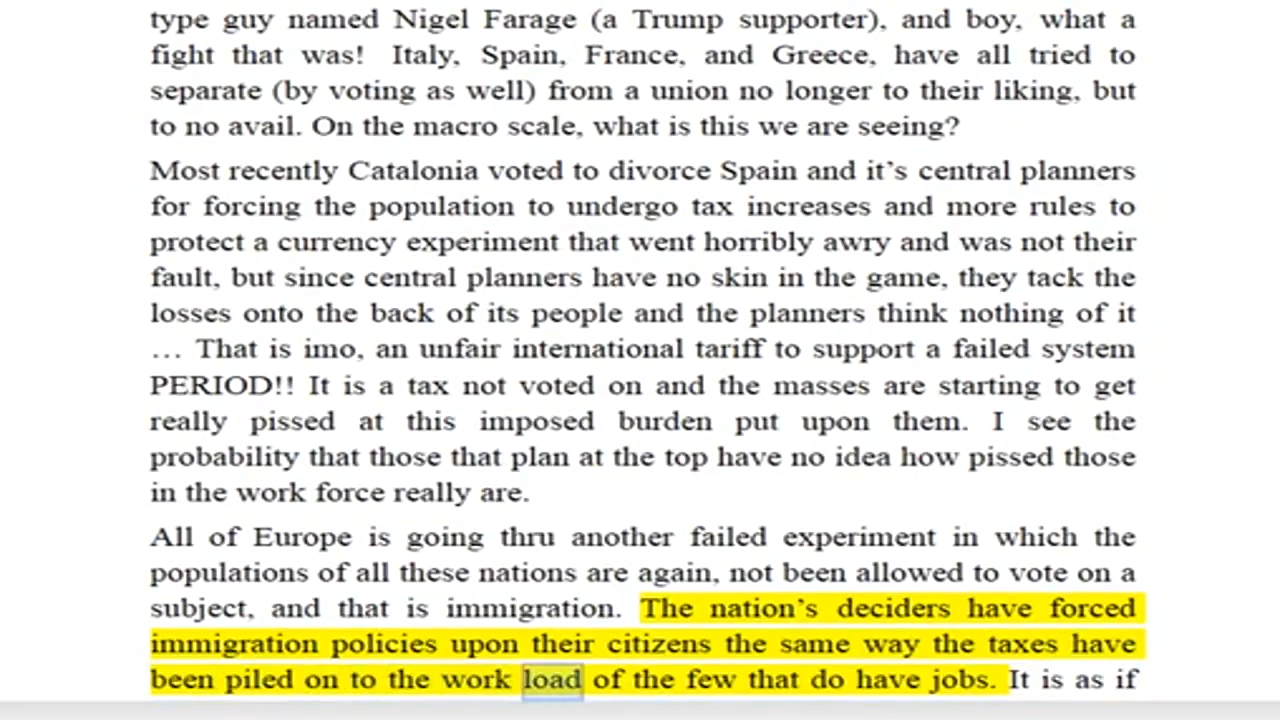 type guy named Nigel Farage (a Trump supporter), and boy, what a
fight that was! Italy, Spain, France, and Greece, have all tried to
separate (by voting as well) from a union no longer to their liking, but
to no avail. On the macro scale, what is this we are seeing?
Most recently Catalonia voted to divorce Spain and it’s central planners
for forcing the population to undergo tax increases and more rules to
protect a currency experiment that went horribly awry and was not their
fault, but since central planners have no skin in the game, they tack the
losses onto the back of its people and the planners think nothing of it
… That is imo, an unfair international tariff to support a failed system
PERIOD!! It is a tax not voted on and the masses are starting to get
really pissed at this imposed burden put upon them. I see the
probability that those that plan at the top have no idea how pissed those
in the work force really are.
All of Europe is going thru another failed experiment in which the
populations of all these nations are again, not been allowed to vote on a
subject, and that is immigration. The nation’s deciders have forced
immigration policies upon their citizens the same way the taxes have
been piled on to the work load of the few that do have jobs. It is as if